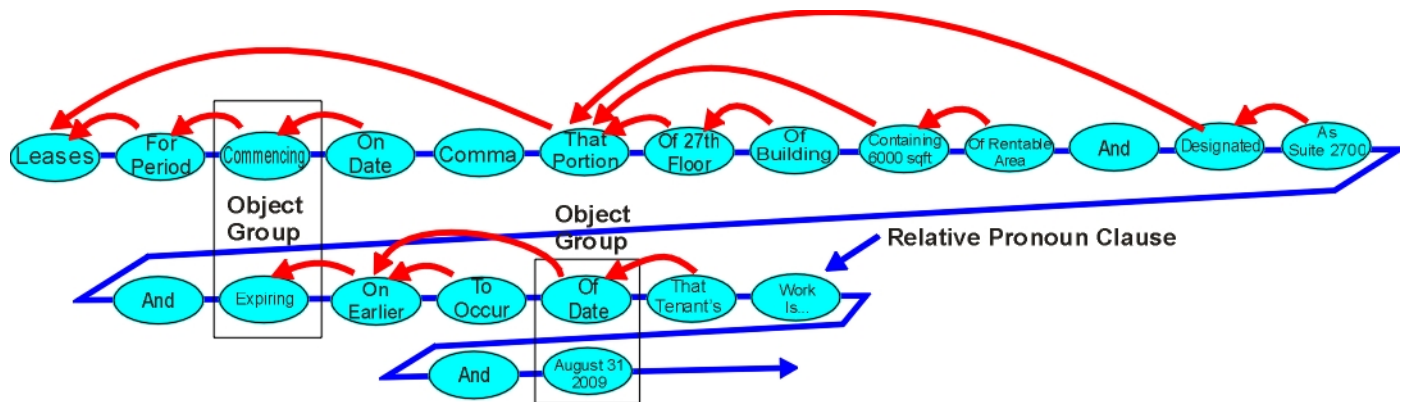 Leases
For
Period
Commencing
On
Date
Comma
That
Portion
Of 27th
Floor
Of
Building
Containing
6000 sqft
Of Rentable
Area
And
Designated
As
Suite 2700
Object
Group
Object
Group
Relative Pronoun Clause
And
Expiring
On
Earlier
To
Occur
Of
Date
That
Tenant's
Work
Is...
And
August 31
2009